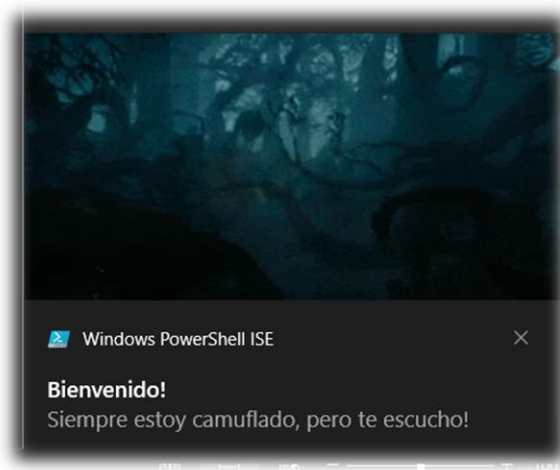 Windows PowerShell ISE
Bienvenido!
Siempre estoy camuflado, pero te escucho!